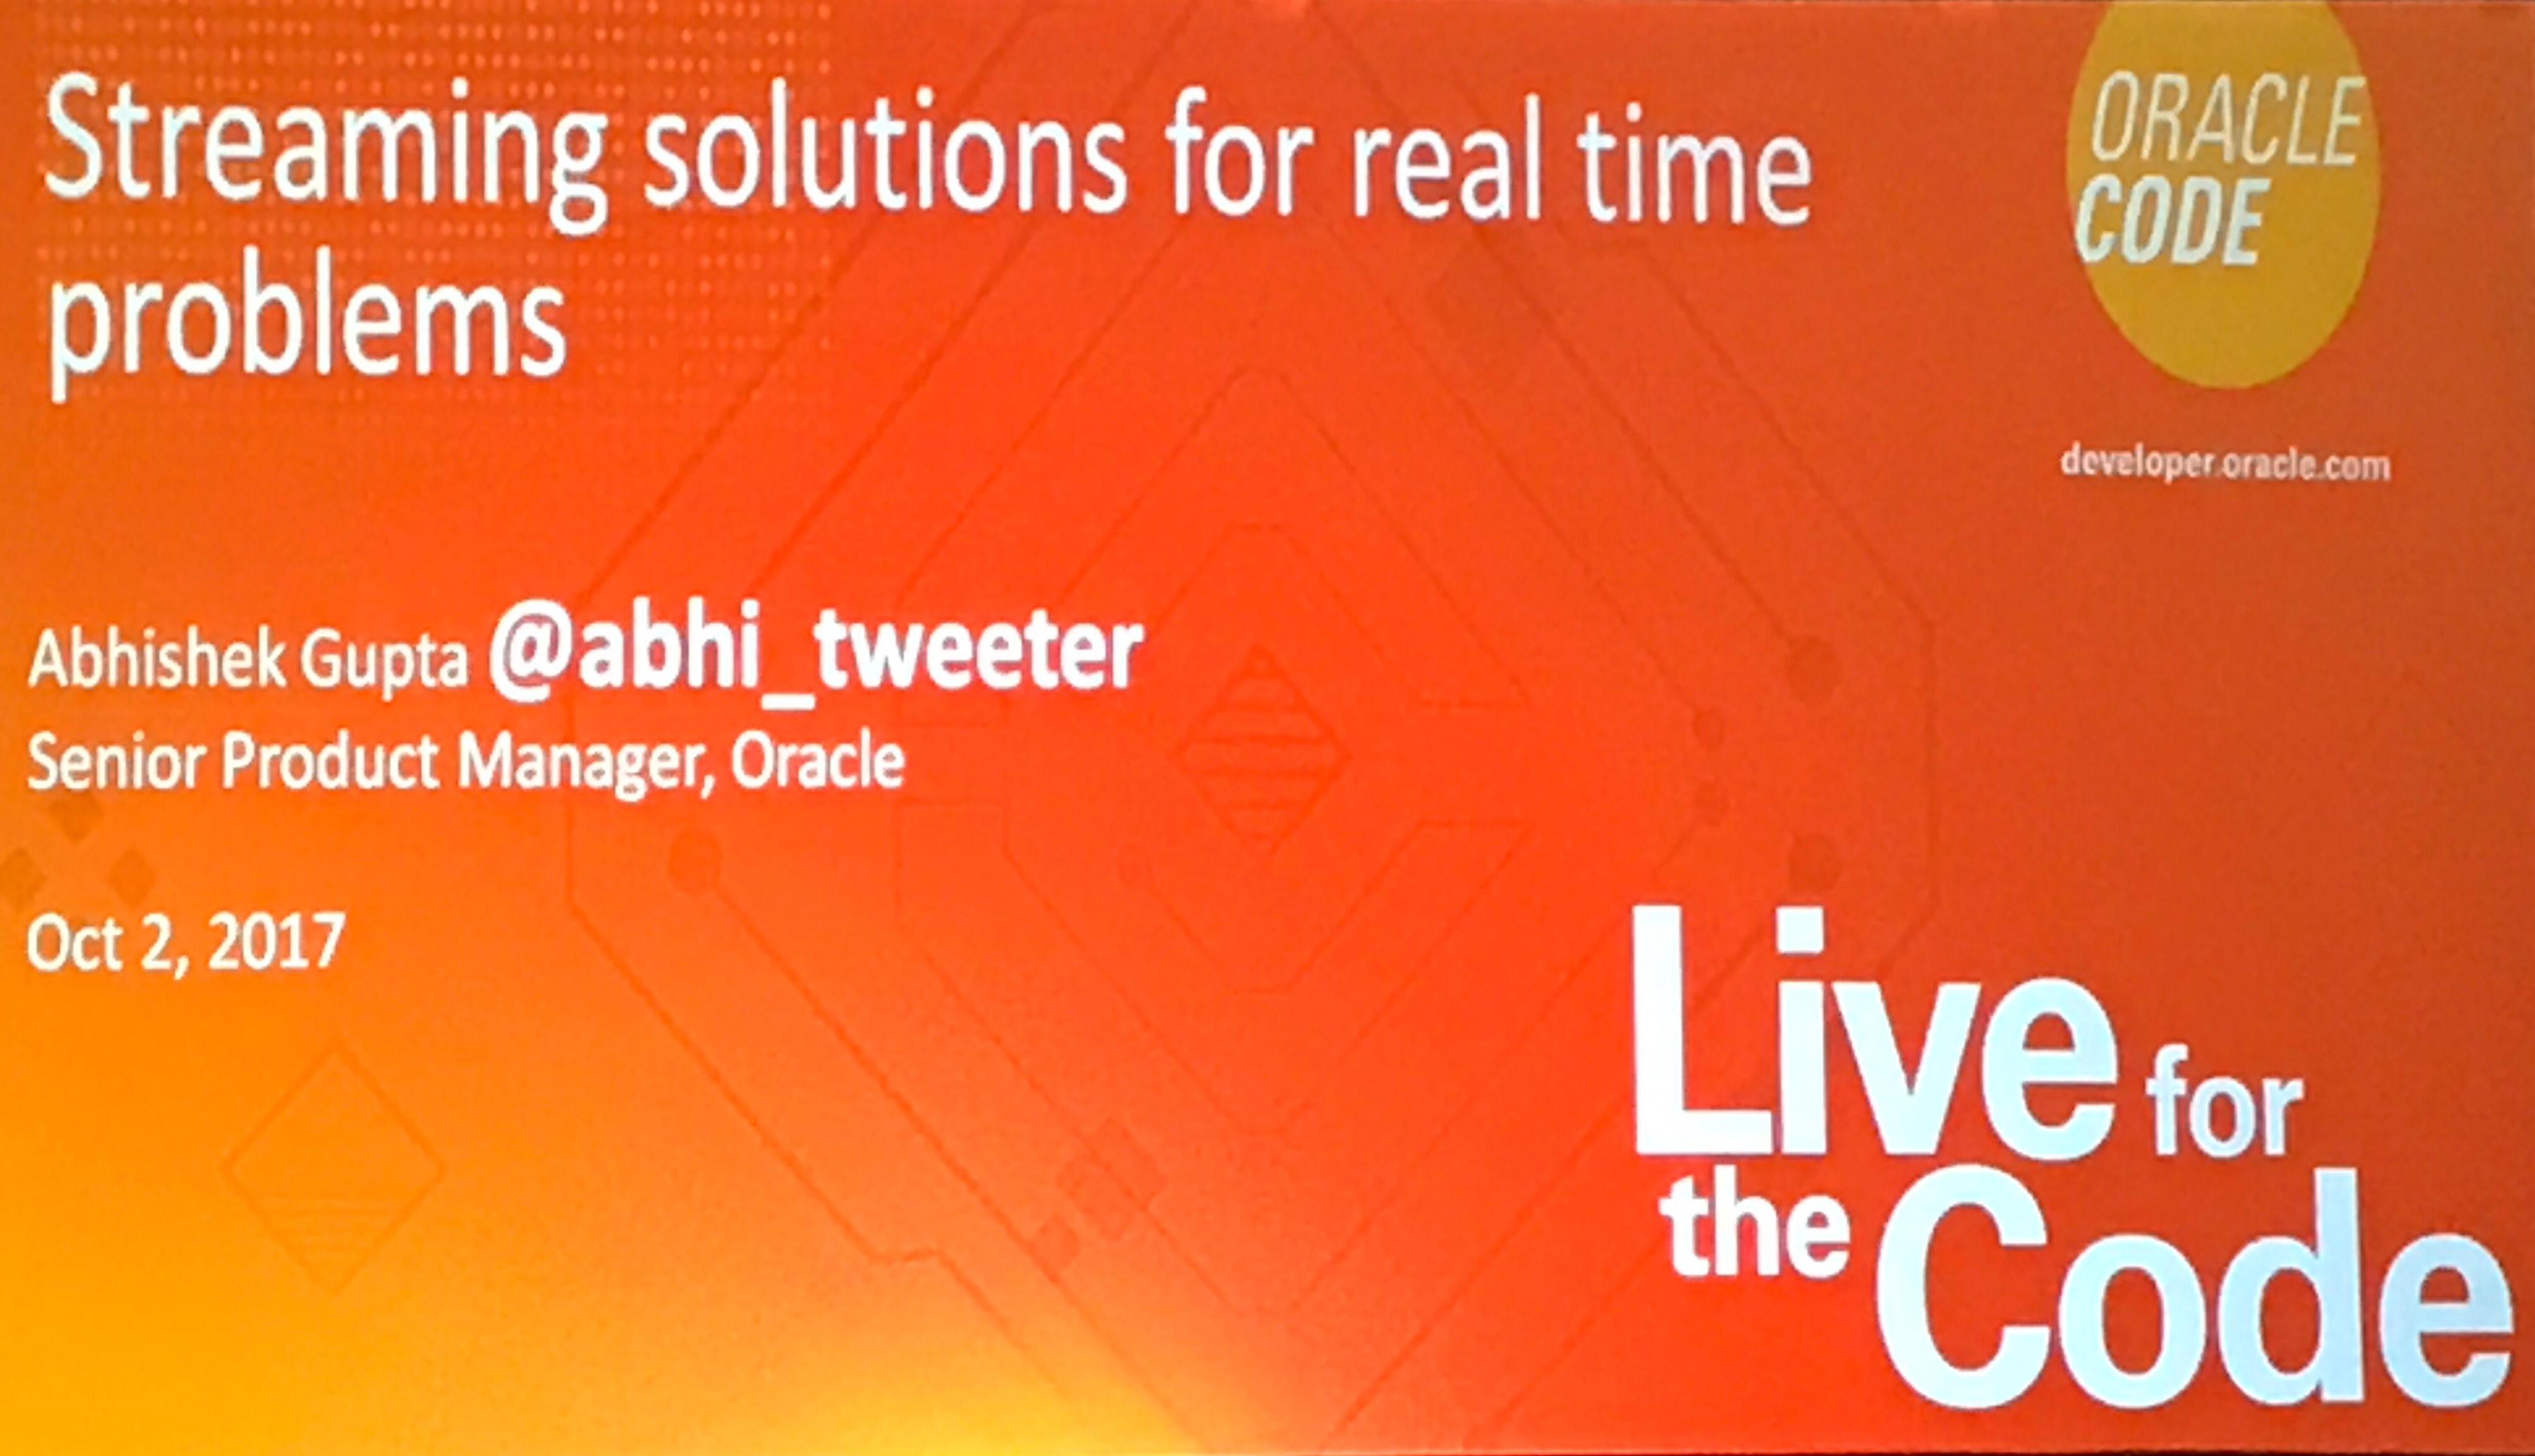 Streaming solutions for real time
problems
ORACLE
CODE
developer.oracle.com
Abhishek Gupta @abhi_tweeter
Senior Product Manager, Oracle
Oct 2, 2017
Live for
the Code